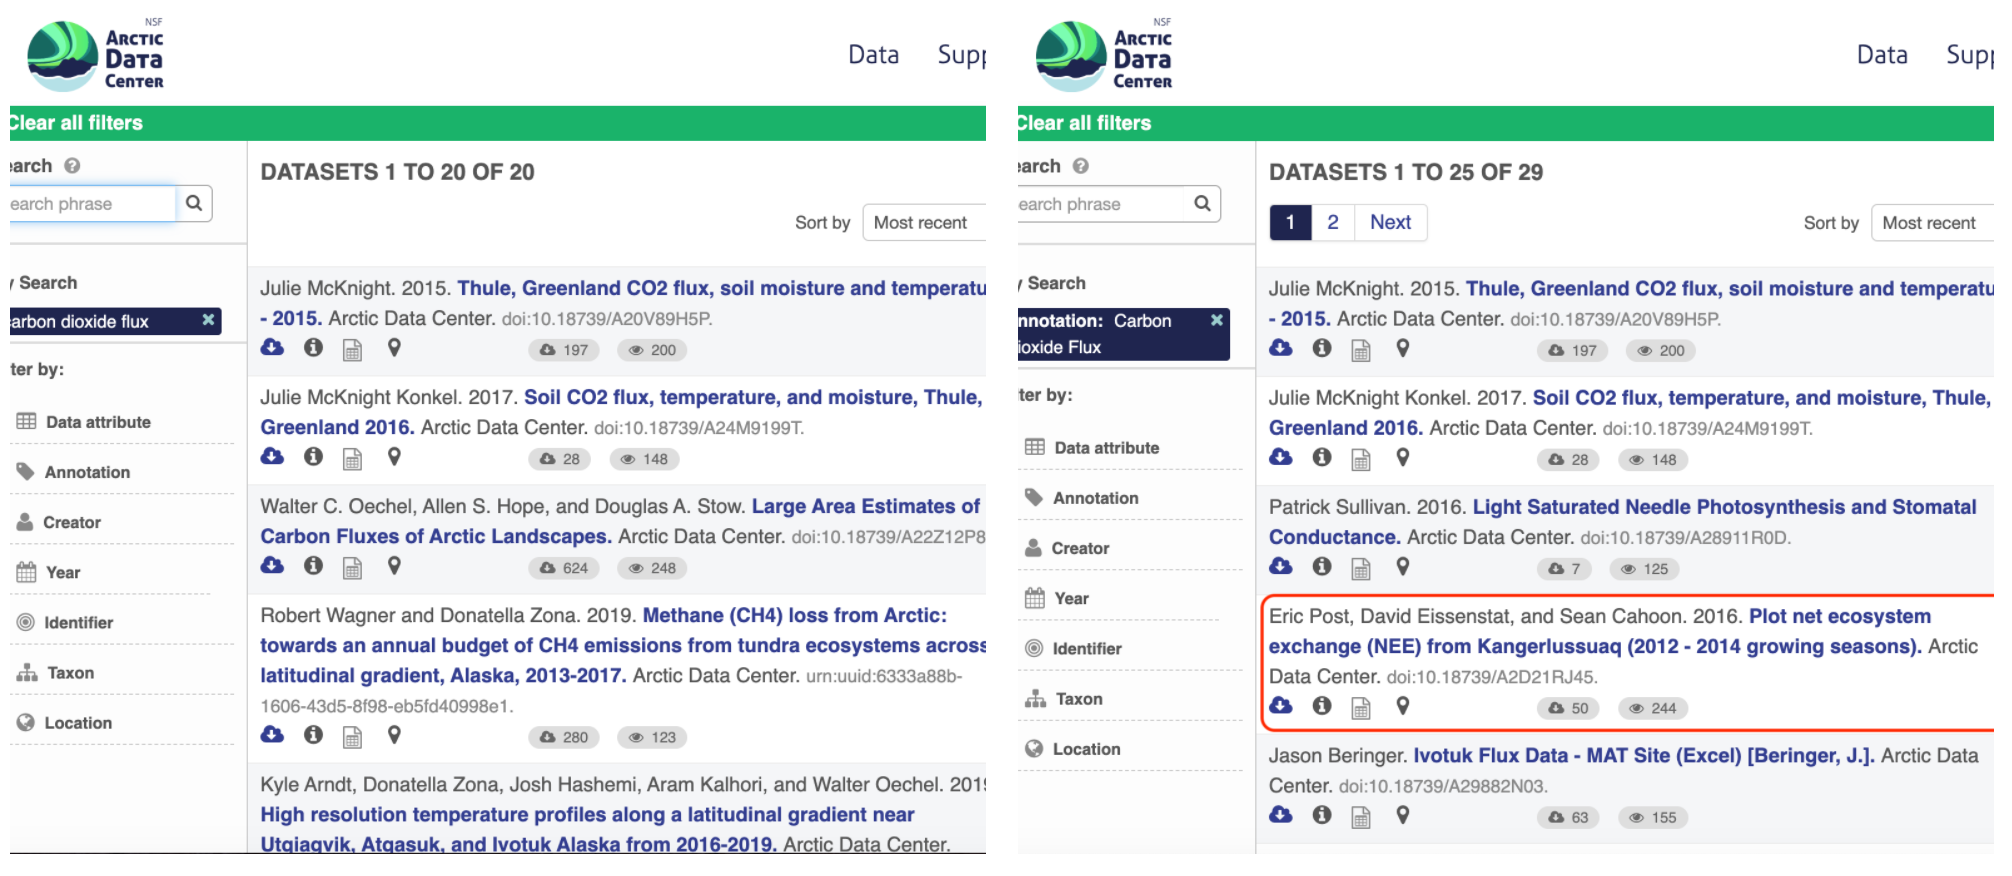 NSF
ARCTIC
DATA
CENTER
Data Supp
Clear all filters
earch
earch phrase
y Search
arbon dioxide flux
ter by:
Data attribute
Annotation
Creator
Year
Identifier
Taxon
Location
DATASETS 1 TO 20 OF 20
Sort by Most recent
Julie McKnight. 2015. Thule, Greenland CO2 flux, soil moisture and temperatu
- 2015. Arctic Data Center. doi:10.18739/A20V89H5P.
197 200
Julie McKnight Konkel. 2017. Soil CO2 flux, temperature, and moisture, Thule,
Greenland 2016. Arctic Data Center. doi:10.18739/A24M9199T.
28 148
Walter C. Oechel, Allen S. Hope, and Douglas A. Stow. Large Area Estimates of
Carbon Fluxes of Arctic Landscapes. Arctic Data Center. doi:10.18739/A22Z12P8
624 248
Robert Wagner and Donatella Zona. 2019. Methane (CH4) loss from Arctic:
towards an annual budget of CH4 emissions from tundra ecosystems across
latitudinal gradient, Alaska, 2013-2017. Arctic Data Center. urn:uuid:6333a88b-
1606-43d5-8f98-eb5fd40998e1.
280 123
Kyle Arndt, Donatella Zona, Josh Hashemi, Aram Kalhori, and Walter Oechel. 2019
High resolution temperature profiles along a latitudinal gradient near
Utqiagvik, Atqasuk, and Ivotuk Alaska from 2016-2019. Arctic Data Center.
NSF
ARCTIC
DATA
CENTER
Data Supp
Clear all filters
earch
earch phrase
y Search
nnotation: Carbon
ioxide Flux
ter by:
Data attribute
Annotation
Creator
Year
Identifier
Taxon
Location
DATASETS 1 TO 25 OF 29
1 2 Next
Sort by Most recent
Julie McKnight. 2015. Thule, Greenland CO2 flux, soil moisture and temperatu
- 2015. Arctic Data Center. doi:10.18739/A20V89H5P.
197 200
Julie McKnight Konkel. 2017. Soil CO2 flux, temperature, and moisture, Thule,
Greenland 2016. Arctic Data Center. doi:10.18739/A24M9199T.
28 148
Patrick Sullivan. 2016. Light Saturated Needle Photosynthesis and Stomatal
Conductance. Arctic Data Center. doi:10.18739/A28911R0D.
7 125
Eric Post, David Eissenstat, and Sean Cahoon. 2016. Plot net ecosystem
exchange (NEE) from Kangerlussuaq (2012 - 2014 growing seasons). Arctic
Data Center. doi:10.18739/A2D21RJ45.
50 244
Jason Beringer. Ivotuk Flux Data - MAT Site (Excel) [Beringer, J.]. Arctic Data
Center. doi:10.18739/A29882N03.
63 155